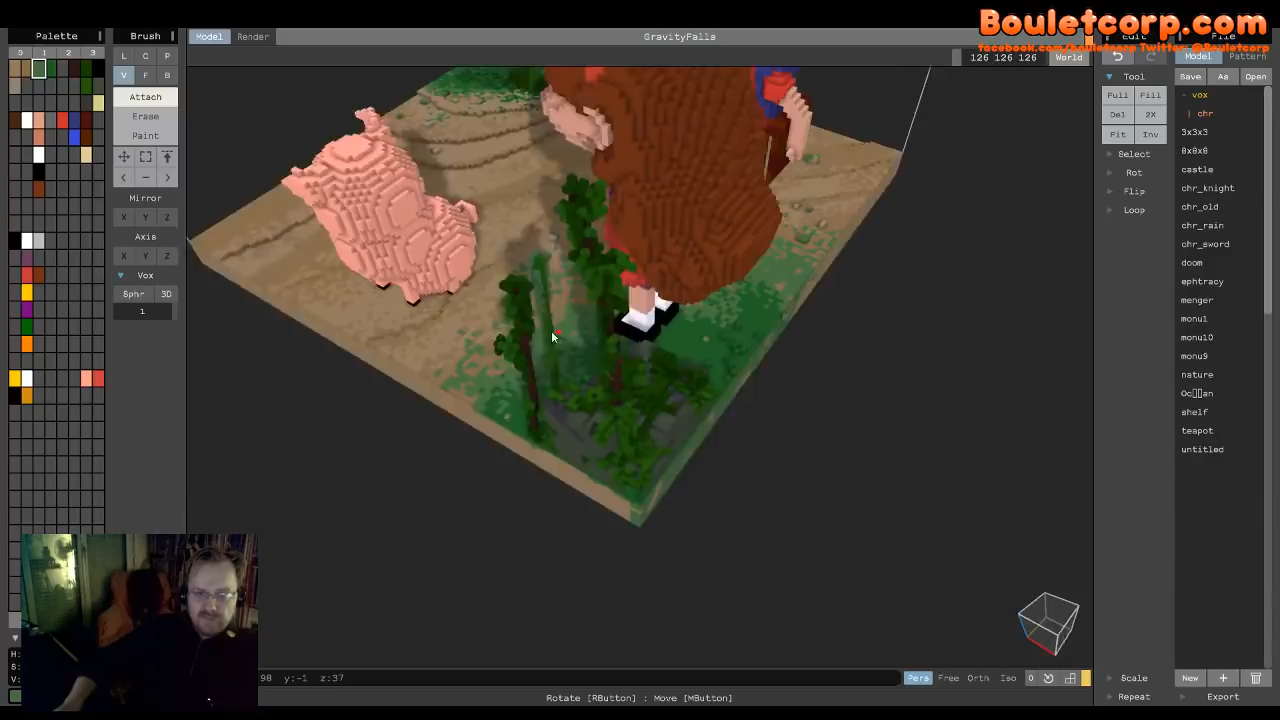 Bouletcorp.com
facebook.com/bouletcorp Twitter: @Bouletcorp
Palette
Brush
Model
Render
GravityFalls
Edit
File
0 1 2 3
L C P
126 126 126
World
Model
Pattern
V F B
Tool
Save As Open
Attach
Full Fill
- vox
Erase
Del 2X
| chr
Paint
Fit Inv
3x3x3
Select
8x8x8
< - >
Rot
castle
Mirror
Flip
chr_knight
X Y Z
Loop
chr_old
Axis
chr_rain
X Y Z
chr_sword
Vox
doom
Sphr 3D
ephtracy
1
menger
monu1
monu10
monu9
nature
Oc▯▯an
shelf
teapot
untitled
H:
S:
V:
98 y:-1 z:37
Pers Free Orth Iso 0
Scale
New +
Rotate [RButton] : Move [MButton]
Repeat
Export